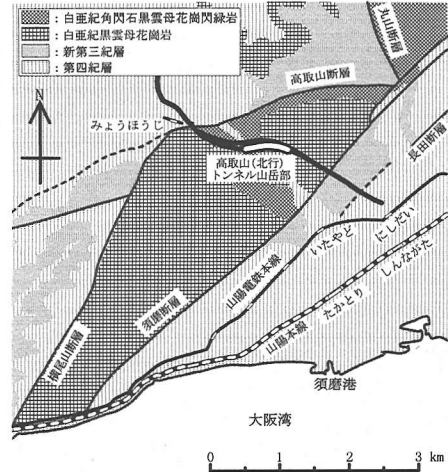 ：白亜紀角閃石黒雲母花崗閃緑岩
：白亜紀黒雲母花崗岩
：新第三紀層
：第四紀層
N
丸山断層
高取山断層
みょうほうじ
高取山(北行)
トンネル山岳部
長田断層
いたやど
にしだい
山陽電鉄本線
須磨断層
しんながた
たかとり
山陽本線
横尾山断層
須磨港
大阪湾
0 1 2 3 km